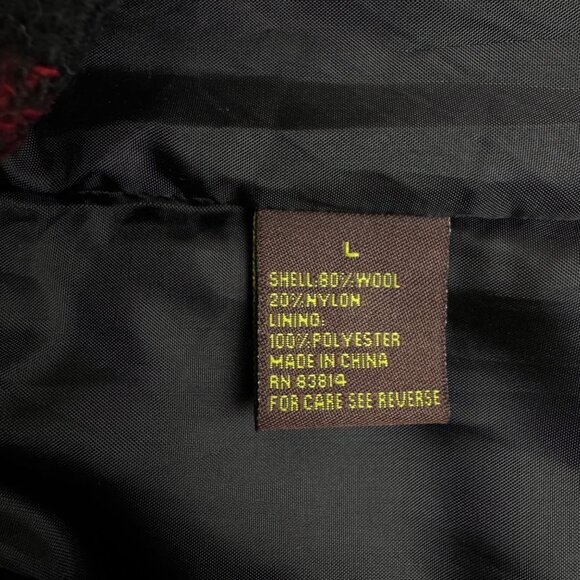 L
SHELL:80%WOOL
20%NYLON
LINING:
100%POLYESTER
MADE IN CHINA
RN 83814
FOR CARE SEE REVERSE